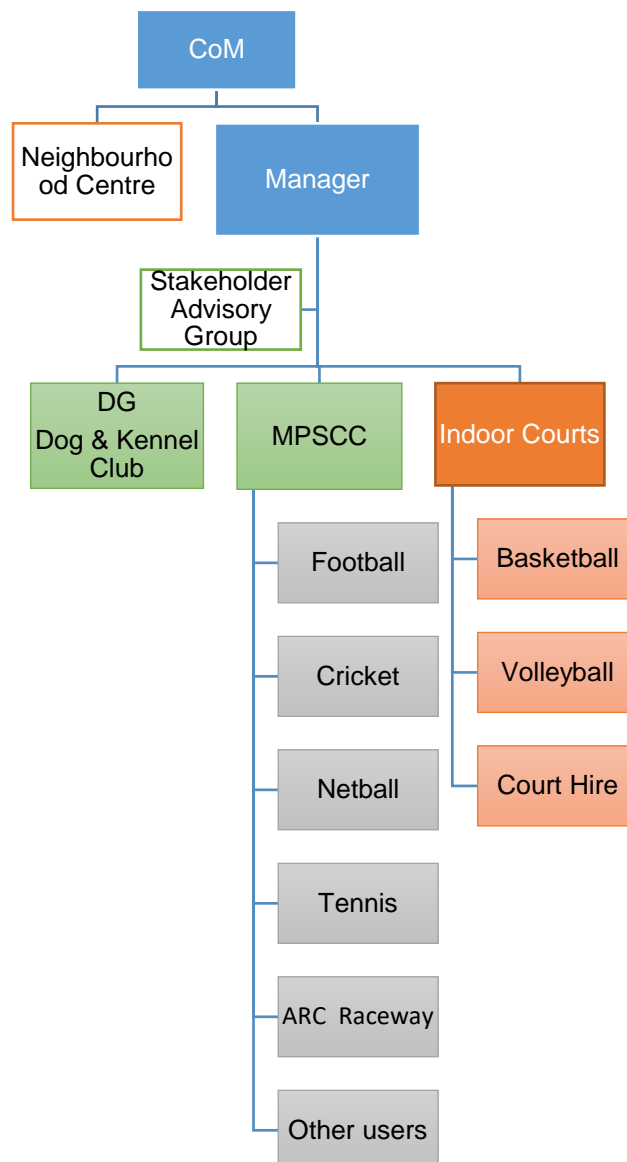 CoM
Neighbourho
od Centre
Manager
Stakeholder
Advisory
Group
DG
Dog & Kennel
Club
MPSCC
Indoor Courts
Football
Cricket
Netball
Tennis
ARC Raceway
Other users
Basketball
Volleyball
Court Hire